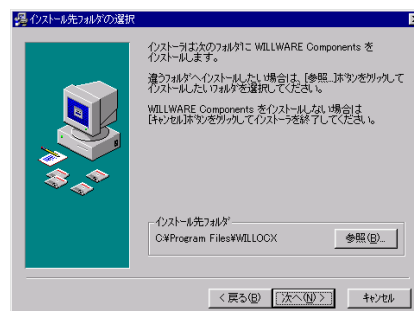 インストール先フォルダの選択
インストーラは次のフォルダに WILLWARE Components を
インストールします。
違うフォルダへインストールしたい場合は、[参照...]ボタンをクリックして
インストールしたいフォルダを選択してください。
WILLWARE Components をインストールしない場合は
[キャンセル]ボタンをクリックしてインストーラを終了してください。
インストール先フォルダ
C:¥Program Files¥WILLOCX
参照(B)...
< 戻る(B)
次へ(N) >
キャンセル